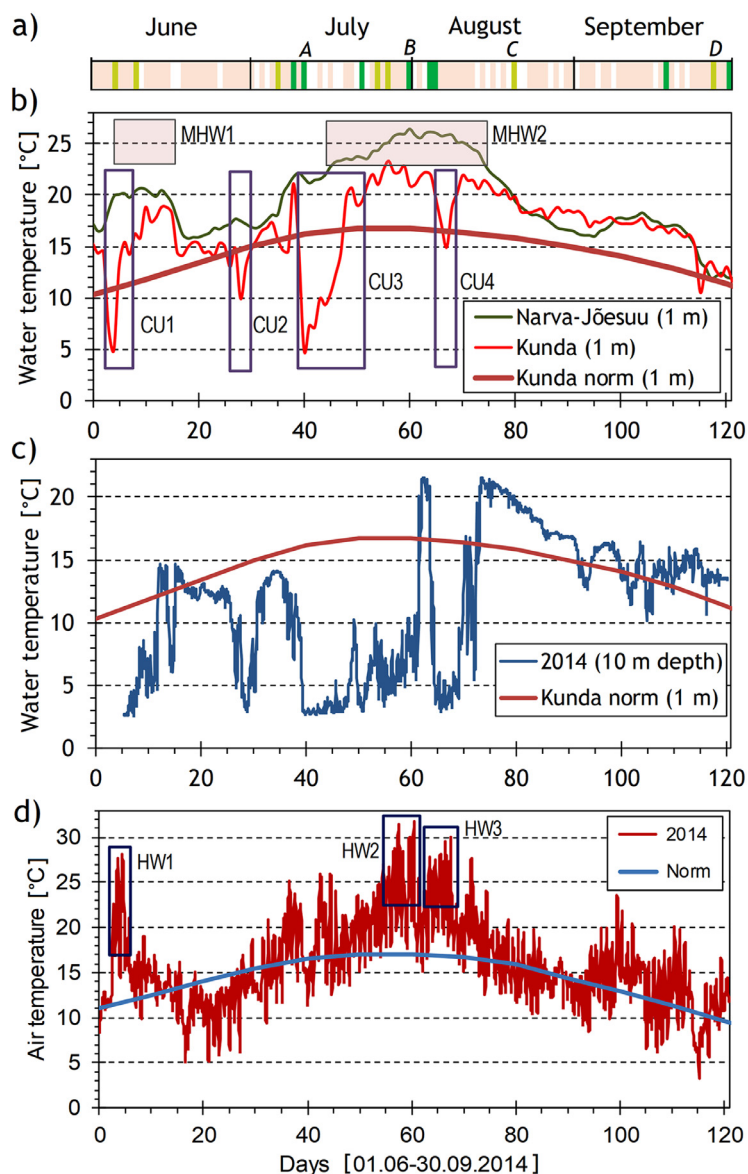 a)
June July August September
A B C D
b)
Water temperature [°C]
25
20
15
10
5
0
MHW1
MHW2
CU1
CU2
CU3
CU4
Narva-Jõesuu (1 m)
Kunda (1 m)
Kunda norm (1 m)
0 20 40 60 80 100 120
c)
Water temperature [°C]
20
15
10
5
0
2014 (10 m depth)
Kunda norm (1 m)
0 20 40 60 80 100 120
d)
Air temperature [°C]
30
25
20
15
10
5
0
HW1
HW2
HW3
2014
Norm
0 20 40 60 80 100 120
Days [01.06-30.09.2014]